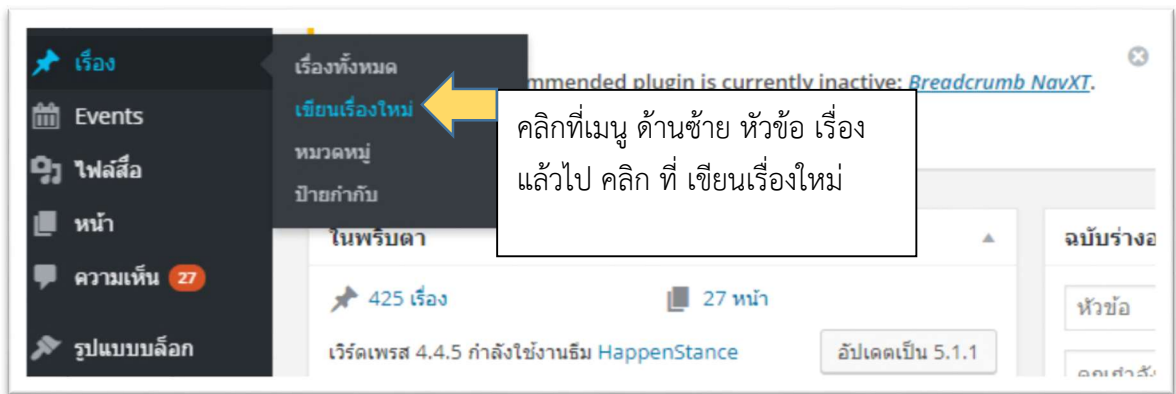 เรื่อง
Events
ไฟล์สื่อ
หน้า
ความเห็น 27
รูปแบบบล็อก
เรื่องทั้งหมด
เขียนเรื่องใหม่
หมวดหมู่
ป้ายกำกับ
mmended plugin is currently inactive: Breadcrumb NavXT.
คลิกที่เมนู ด้านซ้าย หัวข้อ เรื่อง
แล้วไป คลิก ที่ เขียนเรื่องใหม่
ในพริบตา
425 เรื่อง
27 หน้า
เวิร์ดเพรส 4.4.5 กำลังใช้งานธีม HappenStance
อัปเดตเป็น 5.1.1
ฉบับร่างอ
หัวข้อ